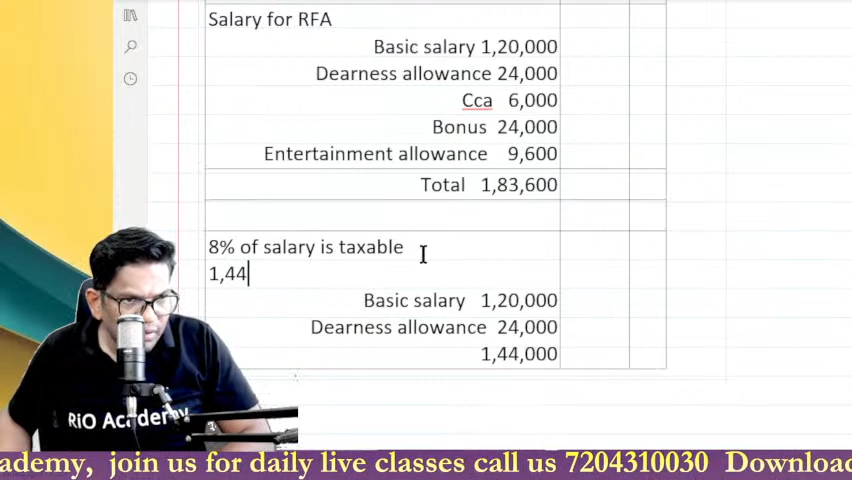 Salary for RFA
Basic salary 1,20,000
Dearness allowance 24,000
Cca 6,000
Bonus 24,000
Entertainment allowance 9,600
Total 1,83,600
8% of salary is taxable
1,44
Basic salary 1,20,000
Dearness allowance 24,000
1,44,000
RiO Academy
ademy, join us for daily live classes call us 7204310030 Download